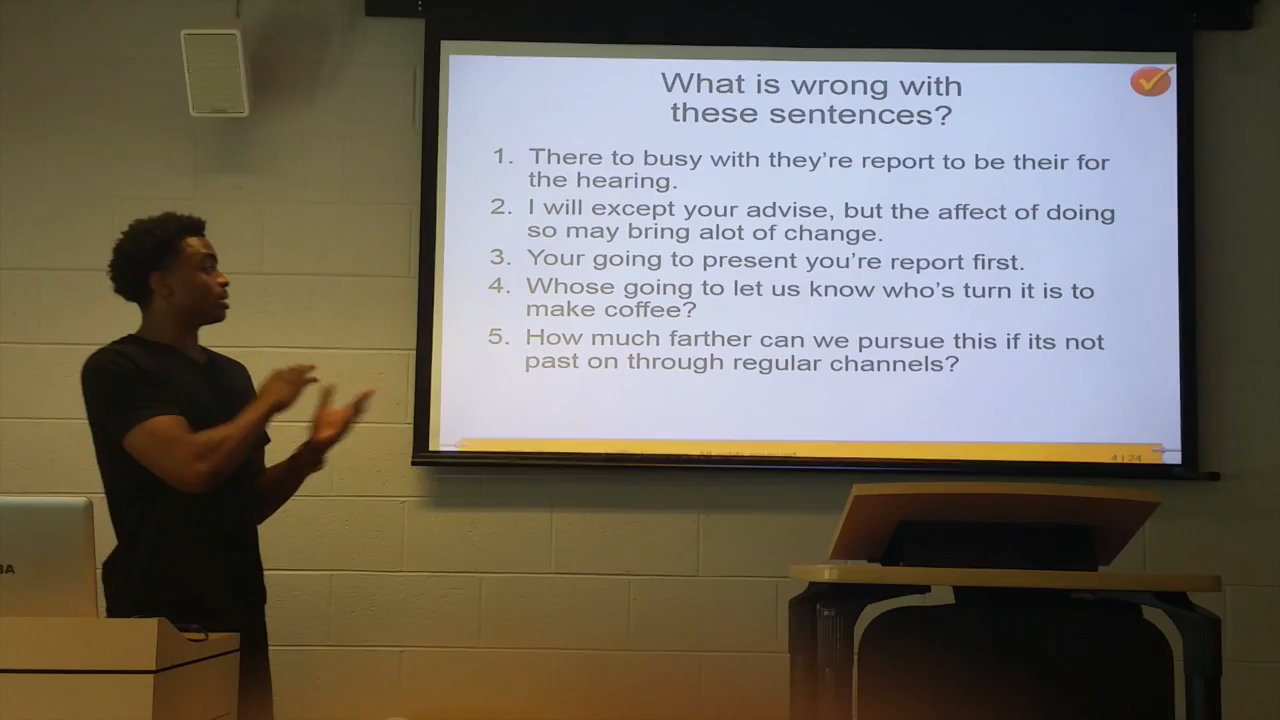 What is wrong with
these sentences?
1. There to busy with they're report to be their for
the hearing.
2. I will except your advise, but the affect of doing
so may bring alot of change.
3. Your going to present you're report first.
4. Whose going to let us know who's turn it is to
make coffee?
5. How much farther can we pursue this if its not
past on through regular channels?
4 | 24
BA